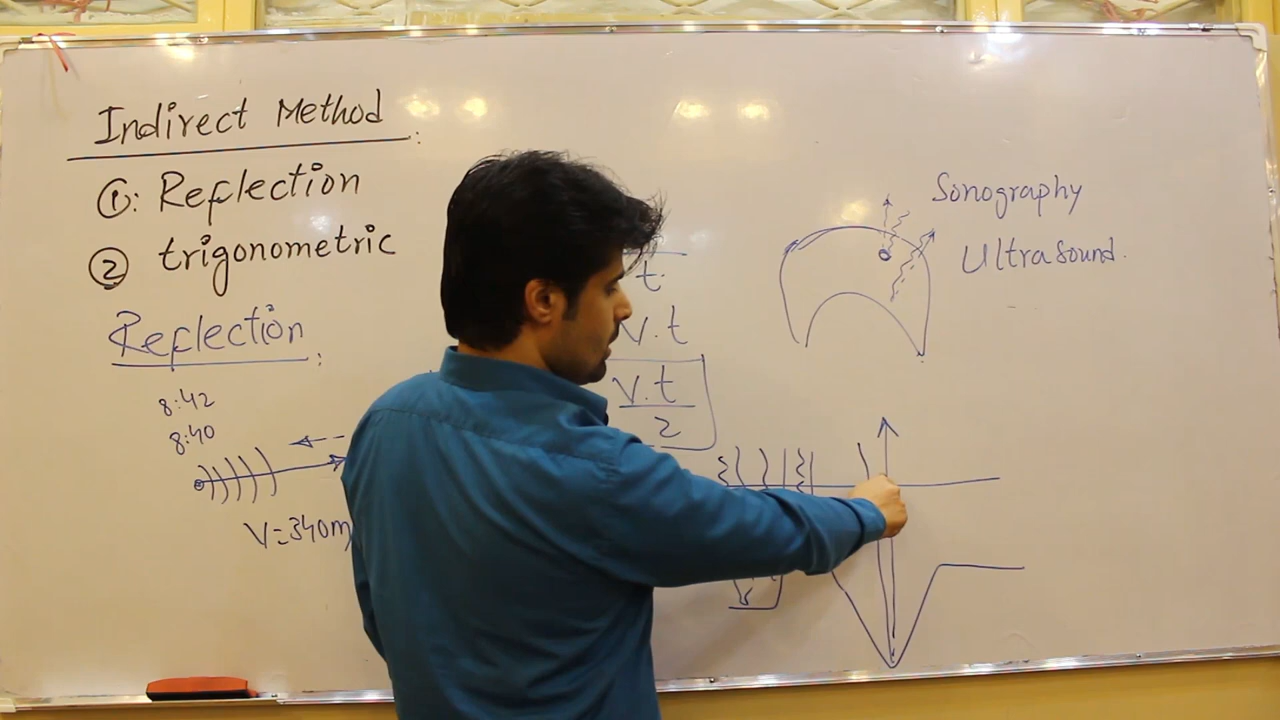 Indirect Method :
①: Reflection
② trigonometric
Reflection :
8:42
8:40
V=340m
t
v.t
v.t
2
Sonography
Ultrasound.